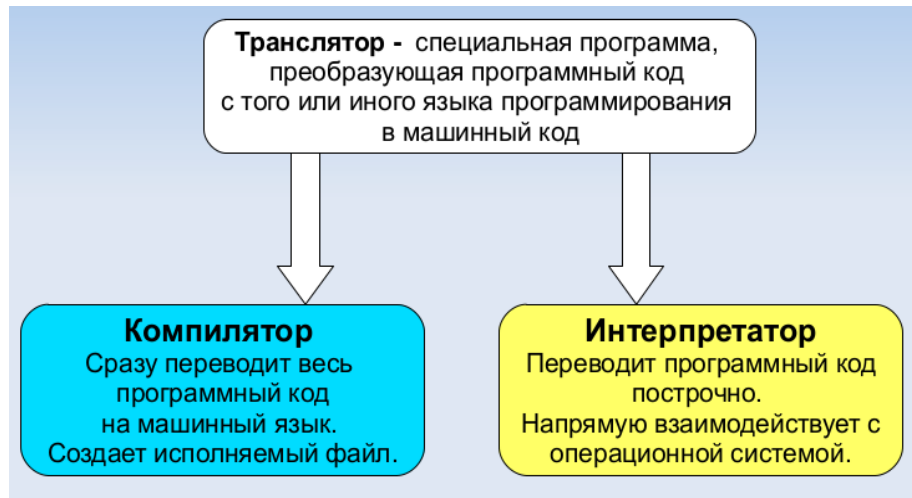 Транслятор - специальная программа,
преобразующая программный код
с того или иного языка программирования
в машинный код
Компилятор
Сразу переводит весь
программный код
на машинный язык.
Создает исполняемый файл.
Интерпретатор
Переводит программный код
построчно.
Напрямую взаимодействует с
операционной системой.